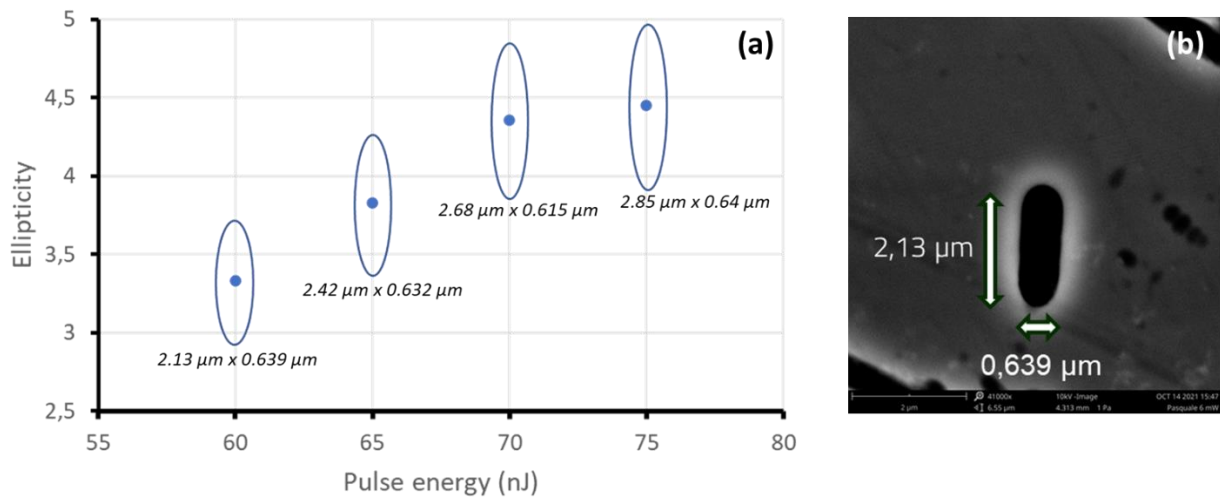 5
4,5
4
3,5
3
2,5
Ellipticity
55 60 65 70 75 80
Pulse energy (nJ)
(a)
2.13 µm x 0.639 µm
2.42 µm x 0.632 µm
2.68 µm x 0.615 µm
2.85 µm x 0.64 µm
(b)
2,13 µm
0,639 µm
41000x 10kV -Image OCT 14 2021 15:47
2 µm 6.55 µm 4.313 mm 1 Pa Pasquale 6 mW